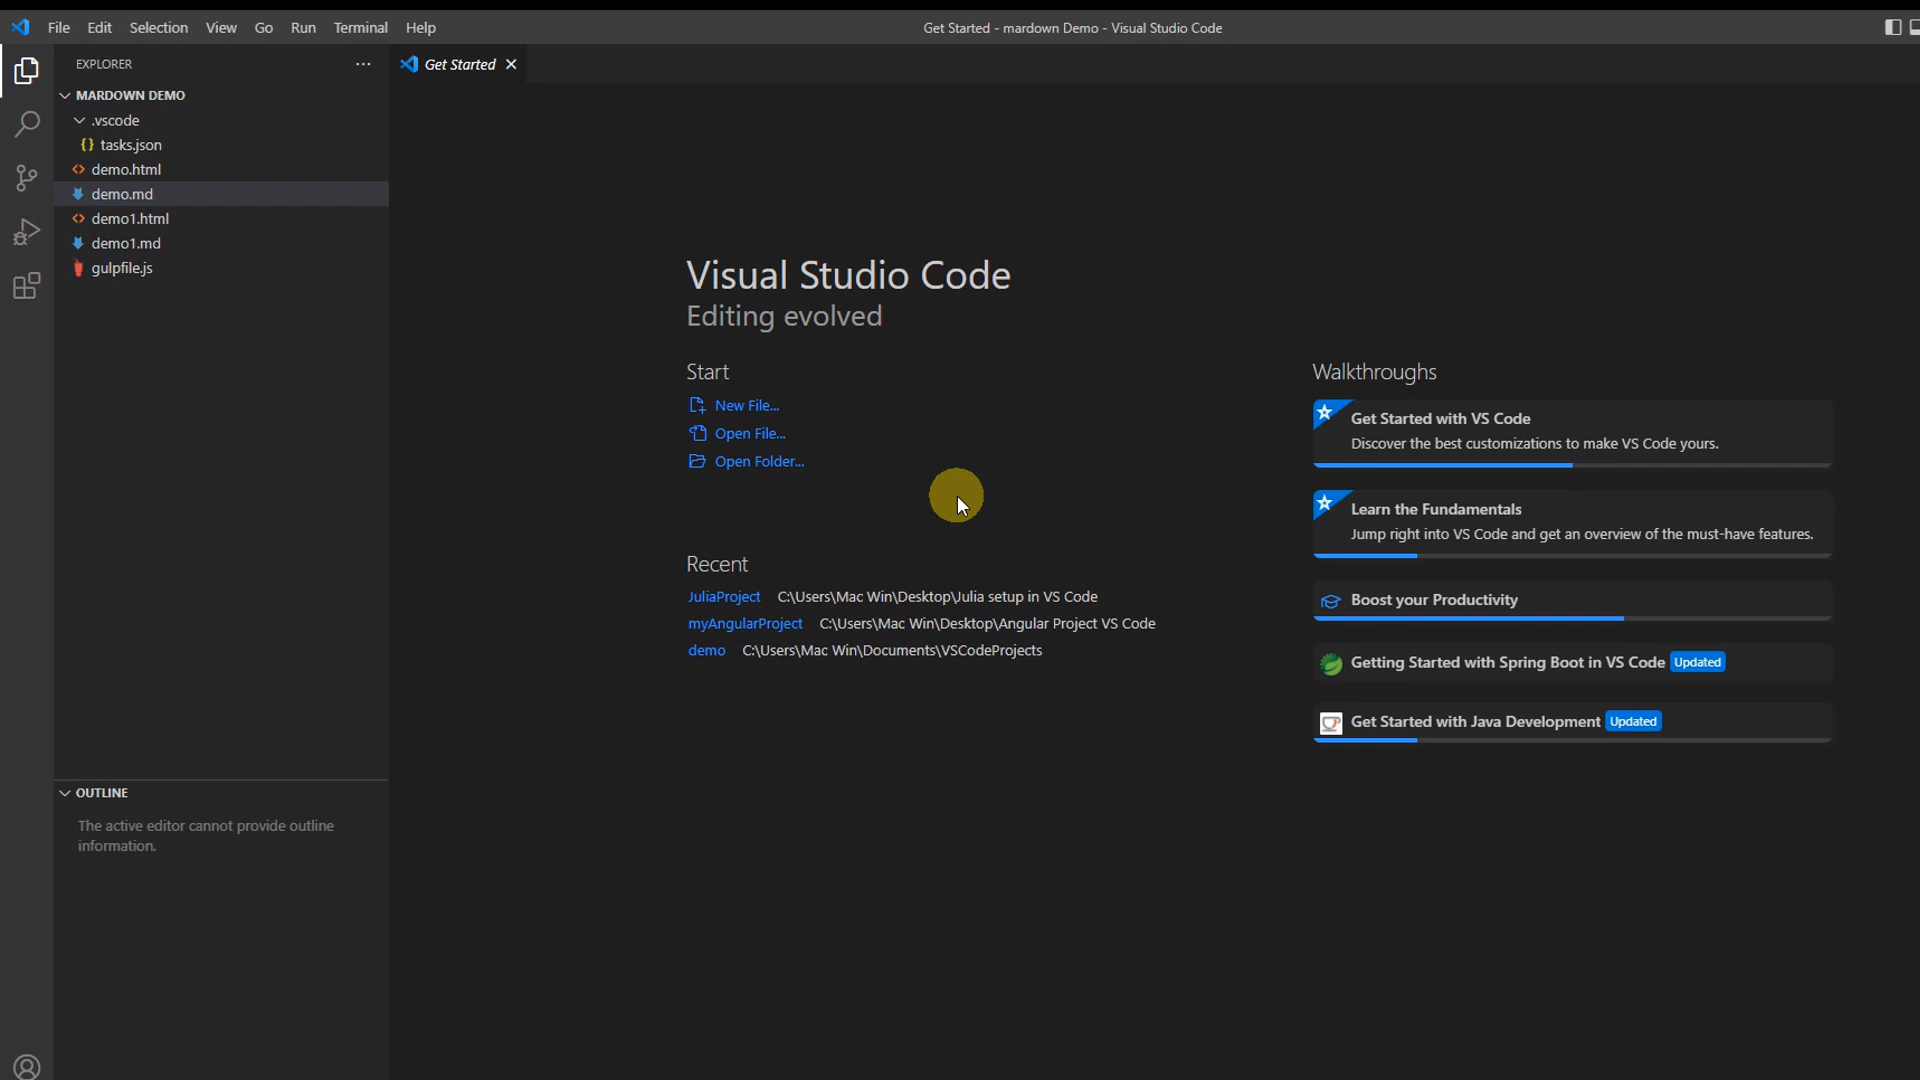 File Edit Selection View Go Run Terminal Help
Get Started - mardown Demo - Visual Studio Code
EXPLORER
Get Started
MARDOWN DEMO
.vscode
{} tasks.json
<> demo.html
demo.md
<> demo1.html
demo1.md
gulpfile.js
Visual Studio Code
Editing evolved
Start
New File...
Open File...
Open Folder...
Recent
JuliaProject C:\Users\Mac Win\Desktop\Julia setup in VS Code
myAngularProject C:\Users\Mac Win\Desktop\Angular Project VS Code
demo C:\Users\Mac Win\Documents\VSCodeProjects
Walkthroughs
Get Started with VS Code
Discover the best customizations to make VS Code yours.
Learn the Fundamentals
Jump right into VS Code and get an overview of the must-have features.
Boost your Productivity
Getting Started with Spring Boot in VS Code Updated
Get Started with Java Development Updated
OUTLINE
The active editor cannot provide outline
information.